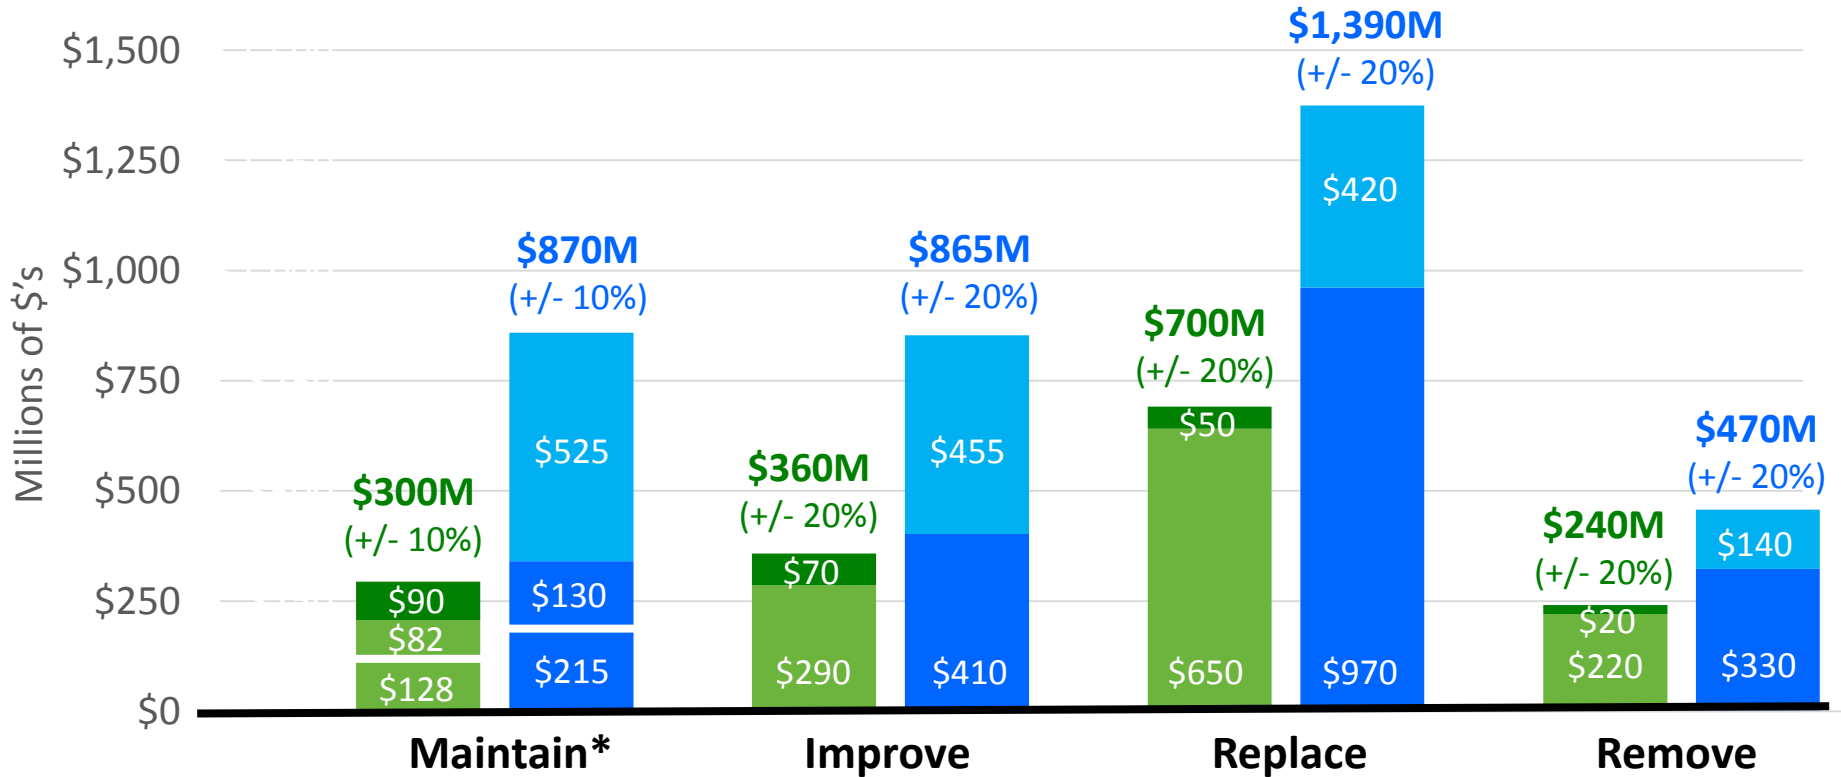 Millions of $'s
$1,500
$1,250
$1,000
$750
$500
$250
$0
$300M
(+/- 10%)
$90
$82
$128
$870M
(+/- 10%)
$525
$130
$215
$360M
(+/- 20%)
$70
$290
$865M
(+/- 20%)
$455
$410
$700M
(+/- 20%)
$50
$650
$1,390M
(+/- 20%)
$420
$970
$240M
(+/- 20%)
$20
$220
$470M
(+/- 20%)
$140
$330
Maintain*
Improve
Replace
Remove